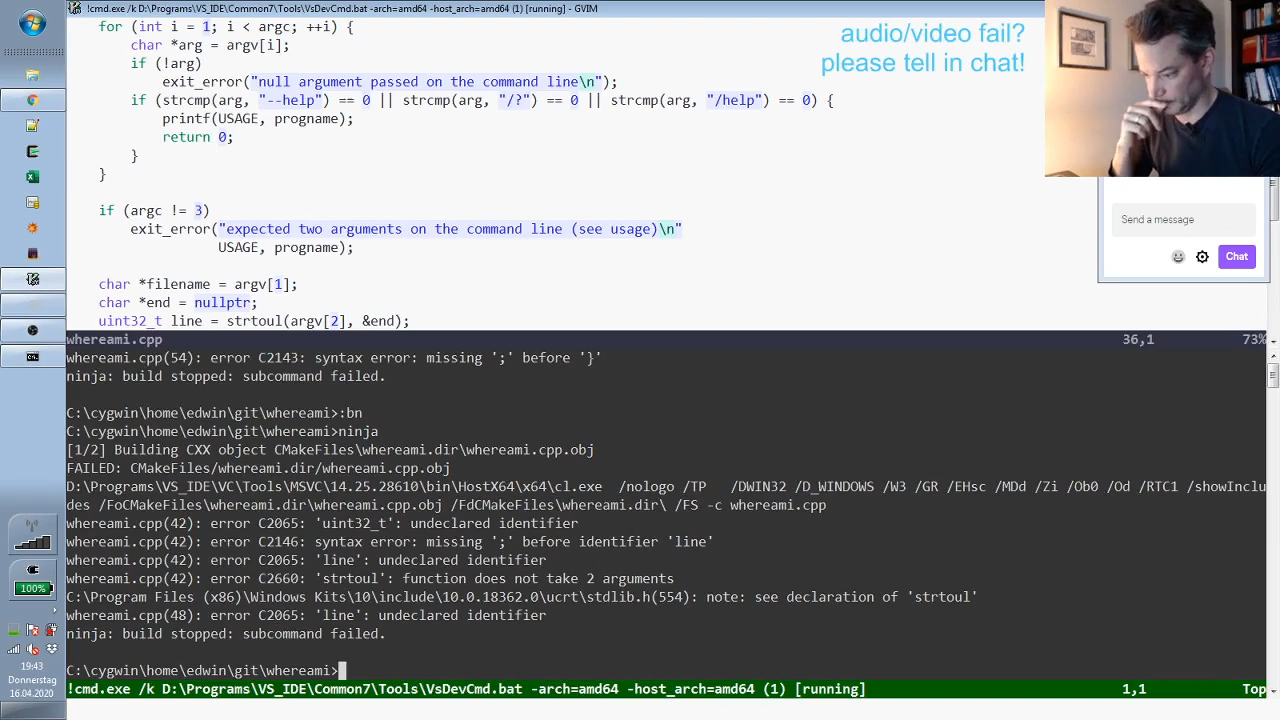 !cmd.exe /k D:\Programs\VS_IDE\Common7\Tools\VsDevCmd.bat -arch=amd64 -host_arch=amd64 (1) [running] - GVIM
for (int i = 1; i < argc; ++i) {
char *arg = argv[i];
if (!arg)
exit_error("null argument passed on the command line\n");
if (strcmp(arg, "--help") == 0 || strcmp(arg, "/?") == 0 || strcmp(arg, "/help") == 0) {
printf(USAGE, progname);
return 0;
}
}
if (argc != 3)
exit_error("expected two arguments on the command line (see usage)\n"
USAGE, progname);
char *filename = argv[1];
char *end = nullptr;
uint32_t line = strtoul(argv[2], &end);
audio/video fail?
please tell in chat!
Send a message
Chat
whereami.cpp 36,1 73%
whereami.cpp(54): error C2143: syntax error: missing ';' before '}'
ninja: build stopped: subcommand failed.
C:\cygwin\home\edwin\git\whereami>:bn
C:\cygwin\home\edwin\git\whereami>ninja
[1/2] Building CXX object CMakeFiles\whereami.dir\whereami.cpp.obj
FAILED: CMakeFiles/whereami.dir/whereami.cpp.obj
D:\Programs\VS_IDE\VC\Tools\MSVC\14.25.28610\bin\HostX64\x64\cl.exe /nologo /TP /DWIN32 /D_WINDOWS /W3 /GR /EHsc /MDd /Zi /Ob0 /Od /RTC1 /showInclu
des /FoCMakeFiles\whereami.dir\whereami.cpp.obj /FdCMakeFiles\whereami.dir\ /FS -c whereami.cpp
whereami.cpp(42): error C2065: 'uint32_t': undeclared identifier
whereami.cpp(42): error C2146: syntax error: missing ';' before identifier 'line'
whereami.cpp(42): error C2065: 'line': undeclared identifier
whereami.cpp(42): error C2660: 'strtoul': function does not take 2 arguments
C:\Program Files (x86)\Windows Kits\10\include\10.0.18362.0\ucrt\stdlib.h(554): note: see declaration of 'strtoul'
whereami.cpp(48): error C2065: 'line': undeclared identifier
ninja: build stopped: subcommand failed.
C:\cygwin\home\edwin\git\whereami>
!cmd.exe /k D:\Programs\VS_IDE\Common7\Tools\VsDevCmd.bat -arch=amd64 -host_arch=amd64 (1) [running] 1,1 Top
100%
19:43
Donnerstag
16.04.2020